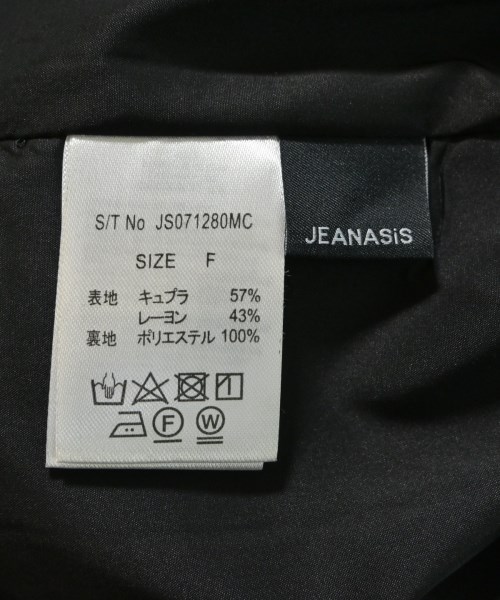 S/T No JS071280MC
JEANASiS
SIZE F
表地 キュプラ 57%
レーヨン 43%
裏地 ポリエステル 100%
F W